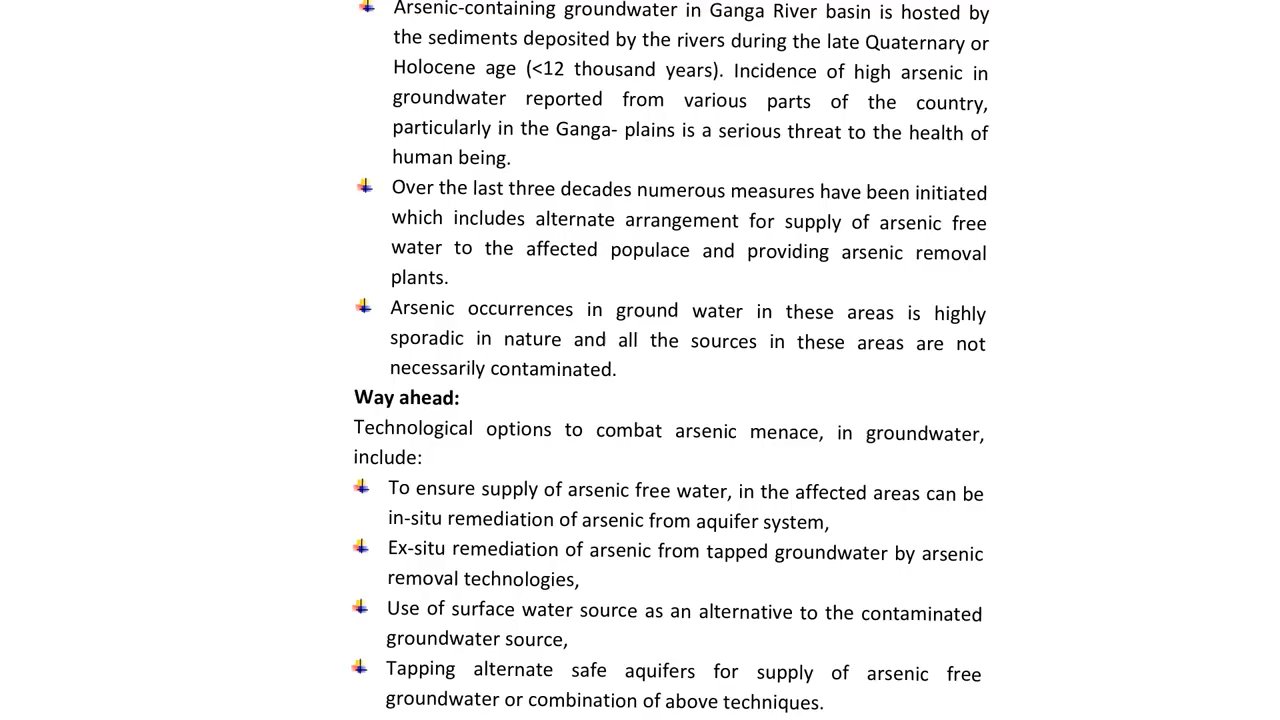 Arsenic-containing groundwater in Ganga River basin is hosted by
the sediments deposited by the rivers during the late Quaternary or
Holocene age (<12 thousand years). Incidence of high arsenic in
groundwater reported from various parts of the country,
particularly in the Ganga- plains is a serious threat to the health of
human being.
Over the last three decades numerous measures have been initiated
which includes alternate arrangement for supply of arsenic free
water to the affected populace and providing arsenic removal
plants.
Arsenic occurrences in ground water in these areas is highly
sporadic in nature and all the sources in these areas are not
necessarily contaminated.
Way ahead:
Technological options to combat arsenic menace, in groundwater,
include:
To ensure supply of arsenic free water, in the affected areas can be
in-situ remediation of arsenic from aquifer system,
Ex-situ remediation of arsenic from tapped groundwater by arsenic
removal technologies,
Use of surface water source as an alternative to the contaminated
groundwater source,
Tapping alternate safe aquifers for supply of arsenic free
groundwater or combination of above techniques.